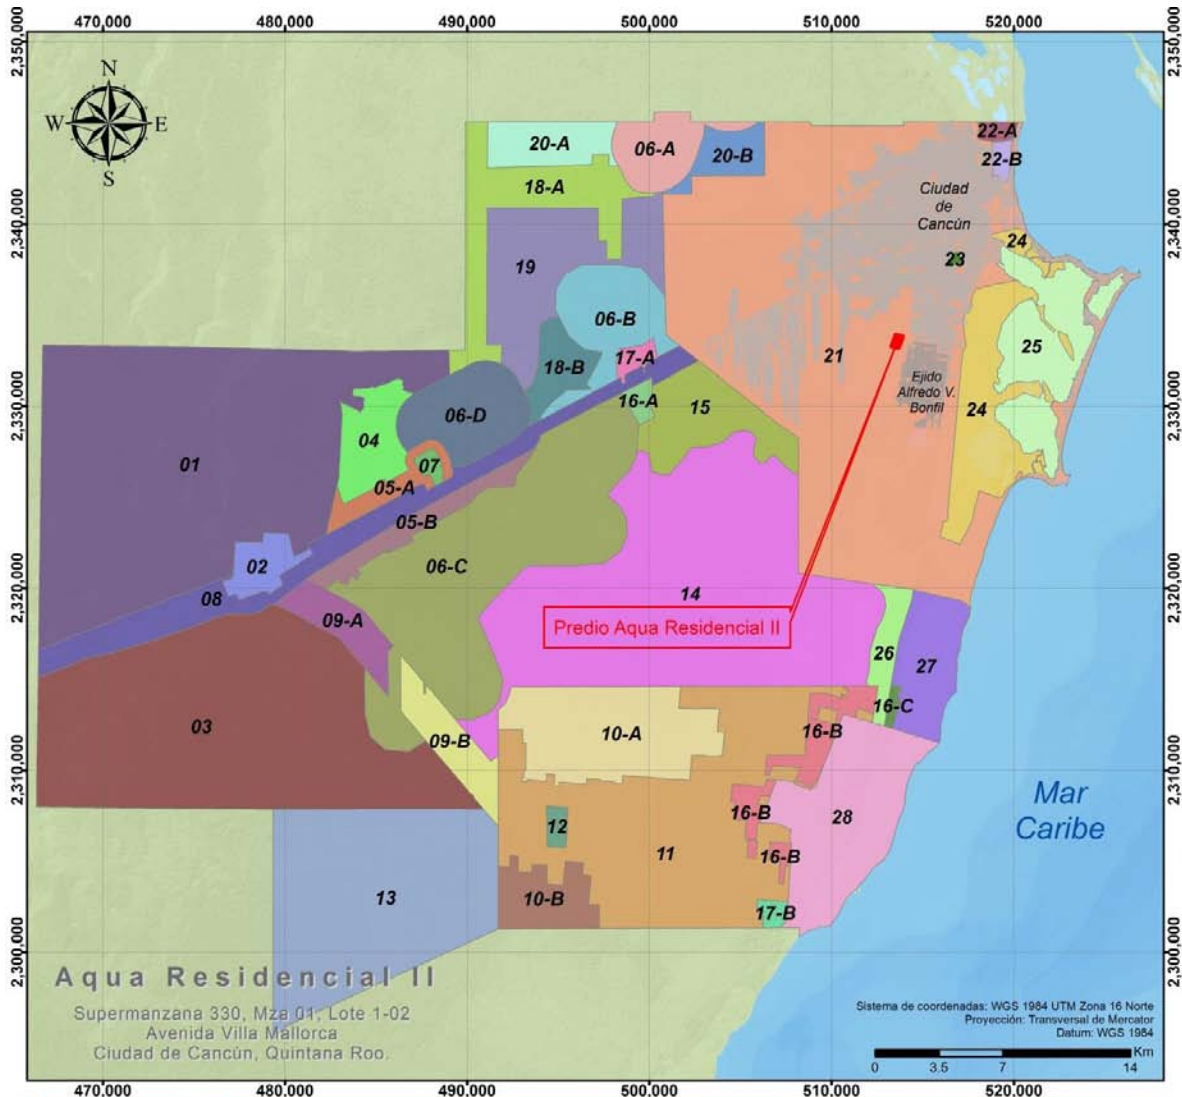 470,000 480,000 490,000 500,000 510,000 520,000
2,350,000 2,350,000
N
W E
S
20-A 06-A 20-B 22-A
22-B
18-A
Ciudad
de
Cancún
2,340,000 2,340,000
24
23
19
06-B
21
25
17-A
18-B
Ejido
Alfredo V.
Bonfil
16-A
15
24
2,330,000 2,330,000
06-D
04
07
01
05-A
05-B
06-C
02
08
2,320,000 2,320,000
14
09-A
Predio Aqua Residencial II
26
27
16-C
03
09-B
10-A
16-B
2,310,000 2,310,000
Mar
Caribe
16-B
28
12
11
16-B
13
10-B
17-B
2,300,000 2,300,000
Aqua Residencial II
Supermanzana 330, Mza 01, Lote 1-02
Avenida Villa Mallorca
Ciudad de Cancún, Quintana Roo.
Sistema de coordenadas: WGS 1984 UTM Zona 16 Norte
Proyección: Transversal de Mercator
Datum: WGS 1984
Km
0 3.5 7 14
470,000 480,000 490,000 500,000 510,000 520,000